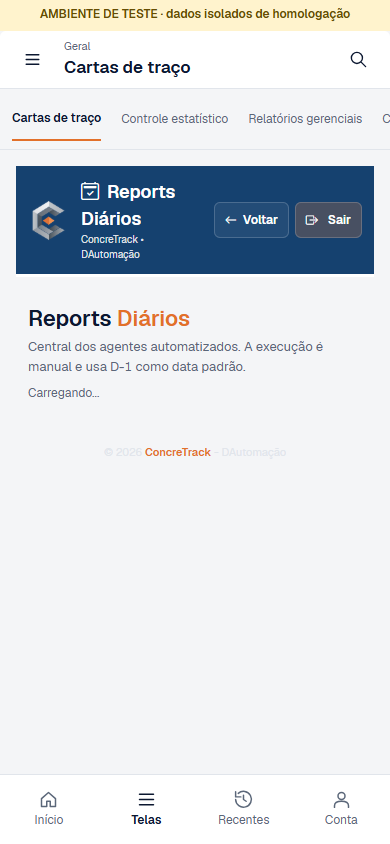 AMBIENTE DE TESTE · dados isolados de homologação
Geral
Cartas de traço
Cartas de traço
Controle estatístico
Relatórios gerenciais
C
Reports
Diários
ConcreTrack •
DAutomação
Voltar
Sair
Reports Diários
Central dos agentes automatizados. A execução é
manual e usa D-1 como data padrão.
Carregando...
© 2026 ConcreTrack – DAutomação
Início
Telas
Recentes
Conta